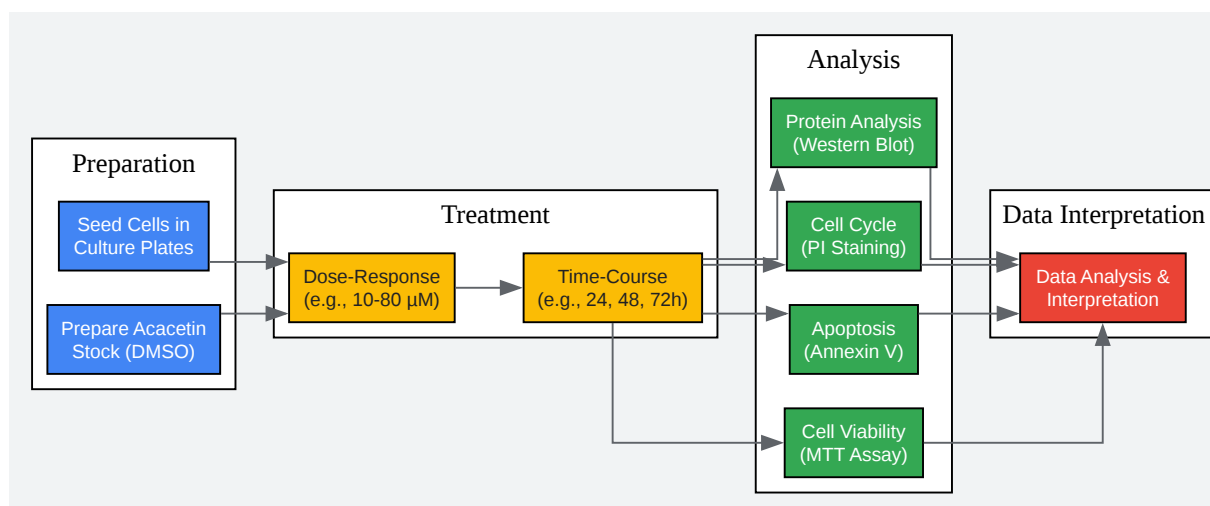 Preparation
Seed Cells in
Culture Plates
Prepare Acacetin
Stock (DMSO)
Treatment
Dose-Response
(e.g., 10-80 µM)
Time-Course
(e.g., 24, 48, 72h)
Analysis
Protein Analysis
(Western Blot)
Cell Cycle
(PI Staining)
Apoptosis
(Annexin V)
Cell Viability
(MTT Assay)
Data Interpretation
Data Analysis &
Interpretation